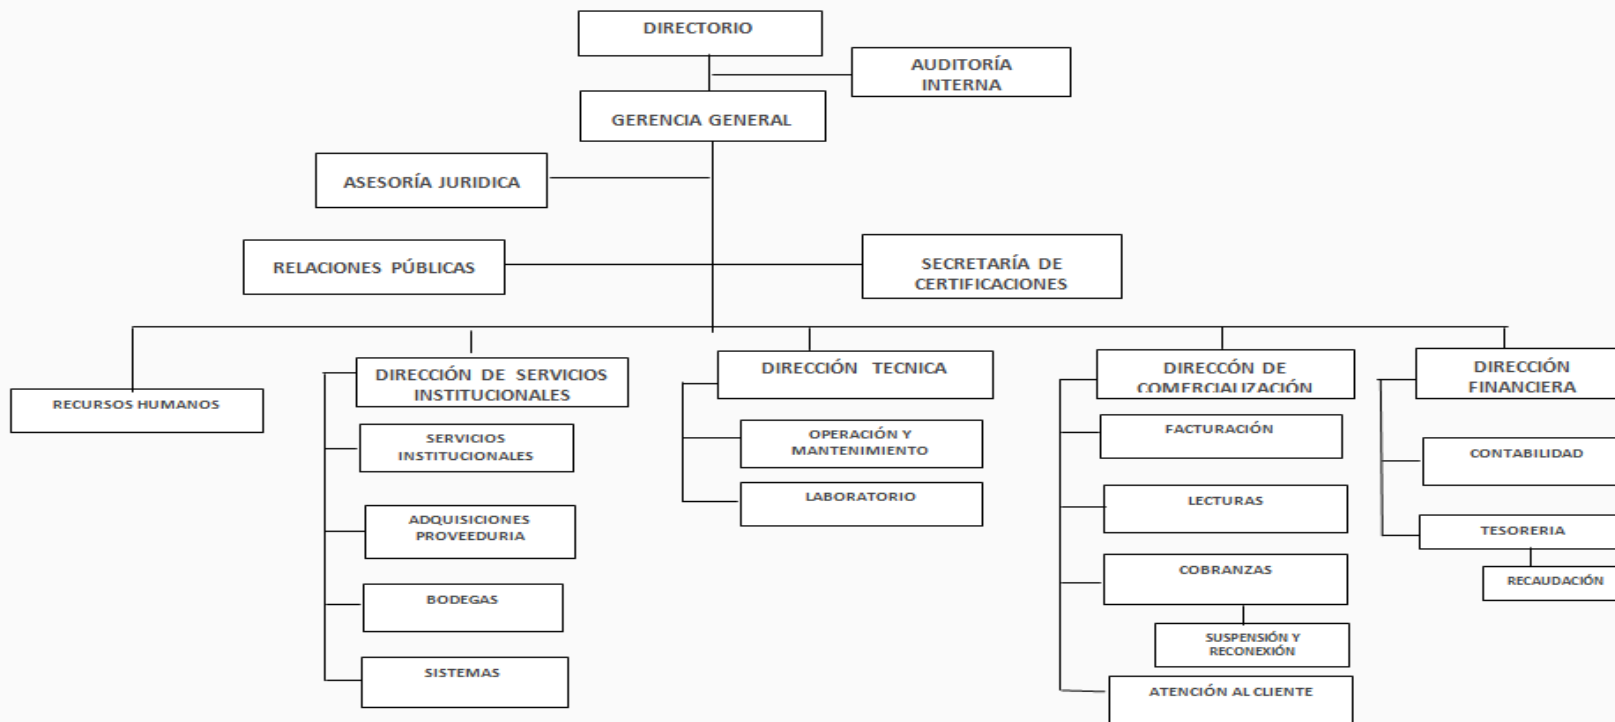 DIRECTORIO
AUDITORÍA
INTERNA
GERENCIA GENERAL
ASESORÍA JURIDICA
RELACIONES PÚBLICAS
SECRETARÍA DE
CERTIFICACIONES
RECURSOS HUMANOS
DIRECCIÓN DE SERVICIOS
INSTITUCIONALES
SERVICIOS
INSTITUCIONALES
ADQUISICIONES
PROVEEDURIA
BODEGAS
SISTEMAS
DIRECCIÓN TECNICA
OPERACIÓN Y
MANTENIMIENTO
LABORATORIO
DIRECCÓN DE
COMERCIALIZACIÓN
FACTURACIÓN
LECTURAS
COBRANZAS
SUSPENSIÓN Y
RECONEXIÓN
ATENCIÓN AL CLIENTE
DIRECCIÓN
FINANCIERA
CONTABILIDAD
TESORERIA
RECAUDACIÓN